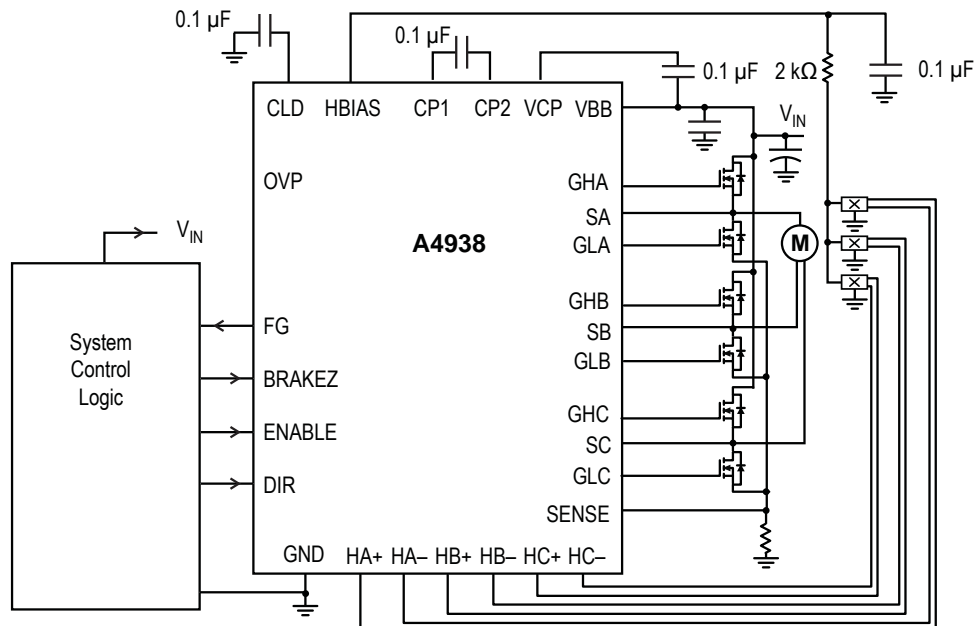 0.1 µF
0.1 µF
0.1 µF
2 kΩ
0.1 µF
CLD
HBIAS
CP1
CP2
VCP
VBB
VIN
OVP
GHA
SA
A4938
GLA
M
VIN
GHB
FG
SB
System
Control
Logic
GLB
BRAKEZ
GHC
ENABLE
SC
GLC
DIR
SENSE
GND
HA+
HA–
HB+
HB–
HC+
HC–